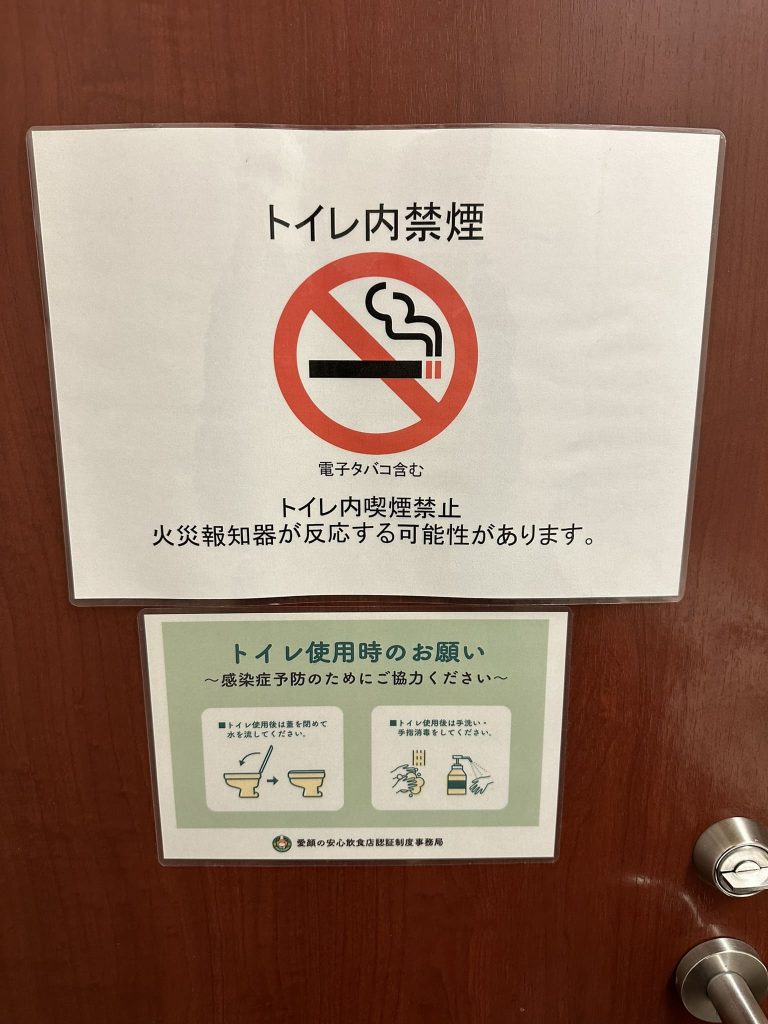 トイレ内禁煙
電子タバコ含む
トイレ内喫煙禁止
火災報知器が反応する可能性があります。
トイレ使用時のお願い
～感染症予防のためにご協力ください～
■トイレ使用後は蓋を閉めて
水を流してください。
■トイレ使用後は手洗い・
手指消毒をしてください。
愛顔の安心飲食店認証制度事務局